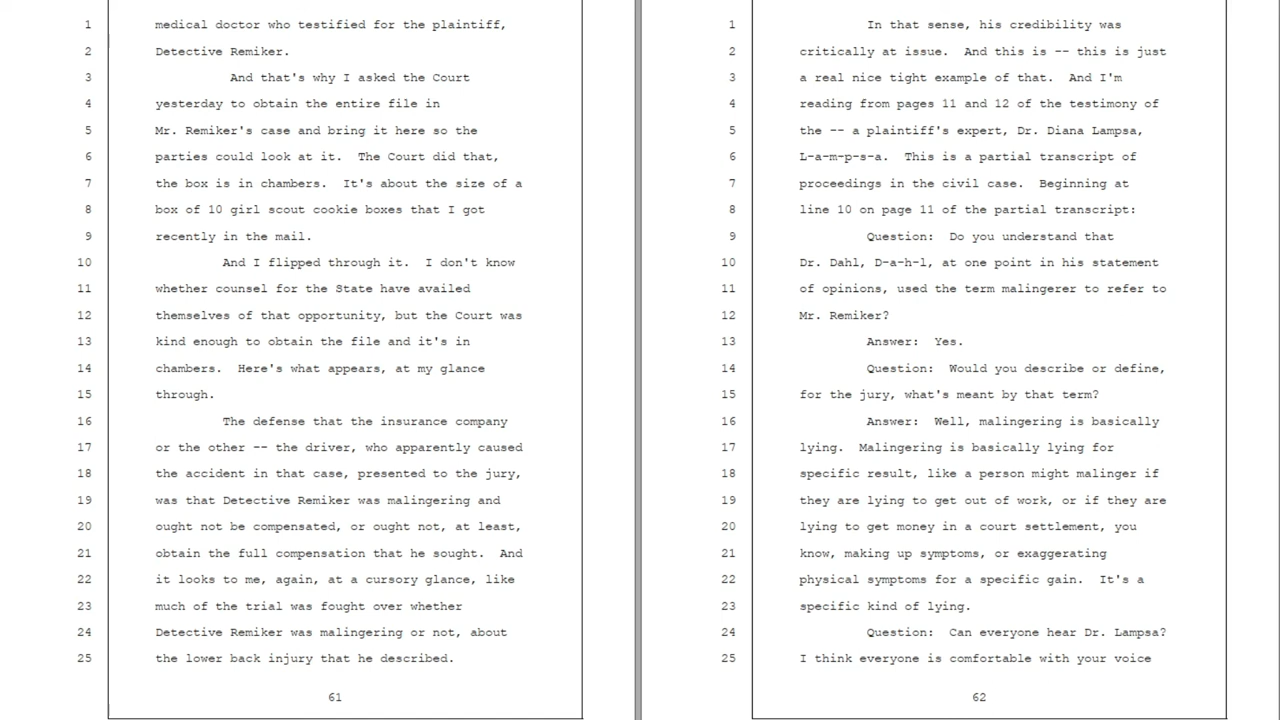 1 medical doctor who testified for the plaintiff,
2 Detective Remiker.
3 And that's why I asked the Court
4 yesterday to obtain the entire file in
5 Mr. Remiker's case and bring it here so the
6 parties could look at it. The Court did that,
7 the box is in chambers. It's about the size of a
8 box of 10 girl scout cookie boxes that I got
9 recently in the mail.
10 And I flipped through it. I don't know
11 whether counsel for the State have availed
12 themselves of that opportunity, but the Court was
13 kind enough to obtain the file and it's in
14 chambers. Here's what appears, at my glance
15 through.
16 The defense that the insurance company
17 or the other -- the driver, who apparently caused
18 the accident in that case, presented to the jury,
19 was that Detective Remiker was malingering and
20 ought not be compensated, or ought not, at least,
21 obtain the full compensation that he sought. And
22 it looks to me, again, at a cursory glance, like
23 much of the trial was fought over whether
24 Detective Remiker was malingering or not, about
25 the lower back injury that he described.
61
1 In that sense, his credibility was
2 critically at issue. And this is -- this is just
3 a real nice tight example of that. And I'm
4 reading from pages 11 and 12 of the testimony of
5 the -- a plaintiff's expert, Dr. Diana Lampsa,
6 L-a-m-p-s-a. This is a partial transcript of
7 proceedings in the civil case. Beginning at
8 line 10 on page 11 of the partial transcript:
9 Question: Do you understand that
10 Dr. Dahl, D-a-h-l, at one point in his statement
11 of opinions, used the term malingerer to refer to
12 Mr. Remiker?
13 Answer: Yes.
14 Question: Would you describe or define,
15 for the jury, what's meant by that term?
16 Answer: Well, malingering is basically
17 lying. Malingering is basically lying for
18 specific result, like a person might malinger if
19 they are lying to get out of work, or if they are
20 lying to get money in a court settlement, you
21 know, making up symptoms, or exaggerating
22 physical symptoms for a specific gain. It's a
23 specific kind of lying.
24 Question: Can everyone hear Dr. Lampsa?
25 I think everyone is comfortable with your voice
62